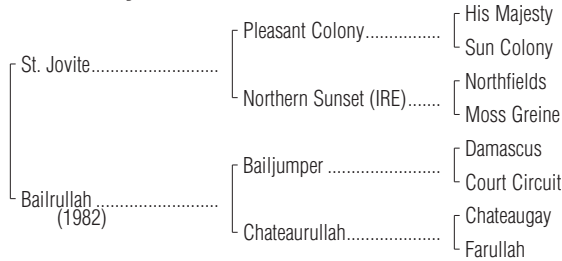 His Majesty
Pleasant Colony.................
Sun Colony
St. Jovite..........................
Northfields
Northern Sunset (IRE).......
Moss Greine
Damascus
Bailjumper .......................
Court Circuit
Bailrullah .........................
(1982)
Chateaugay
Chateaurullah...................
Farullah